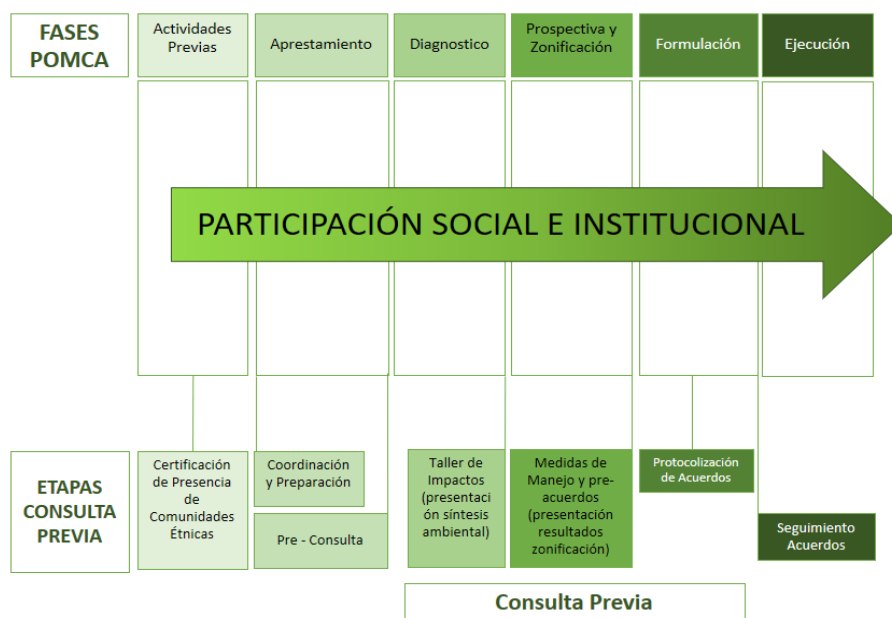 FASES
POMCA
Actividades
Previas
Aprestamiento
Diagnostico
Prospectiva y
Zonificación
Formulación
Ejecución
PARTICIPACIÓN SOCIAL E INSTITUCIONAL
ETAPAS
CONSULTA
PREVIA
Certificación
de Presencia
de
Comunidades
Étnicas
Coordinación
y Preparación
Pre - Consulta
Taller de
Impactos
(presentaci
ón síntesis
ambiental)
Medidas de
Manejo y pre-
acuerdos
(presentación
resultados
zonificación)
Protocolización
de Acuerdos
Seguimiento
Acuerdos
Consulta Previa